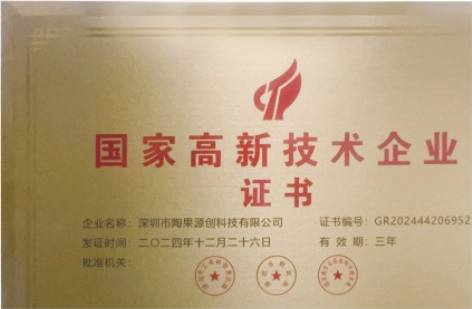 国家高新技术企业
证书
企业名称：深圳市陶果源创科技有限公司 证书编号：GR202444206952
发证时间：二〇二四年十二月二十六日 有 效 期：三年
批准机关：